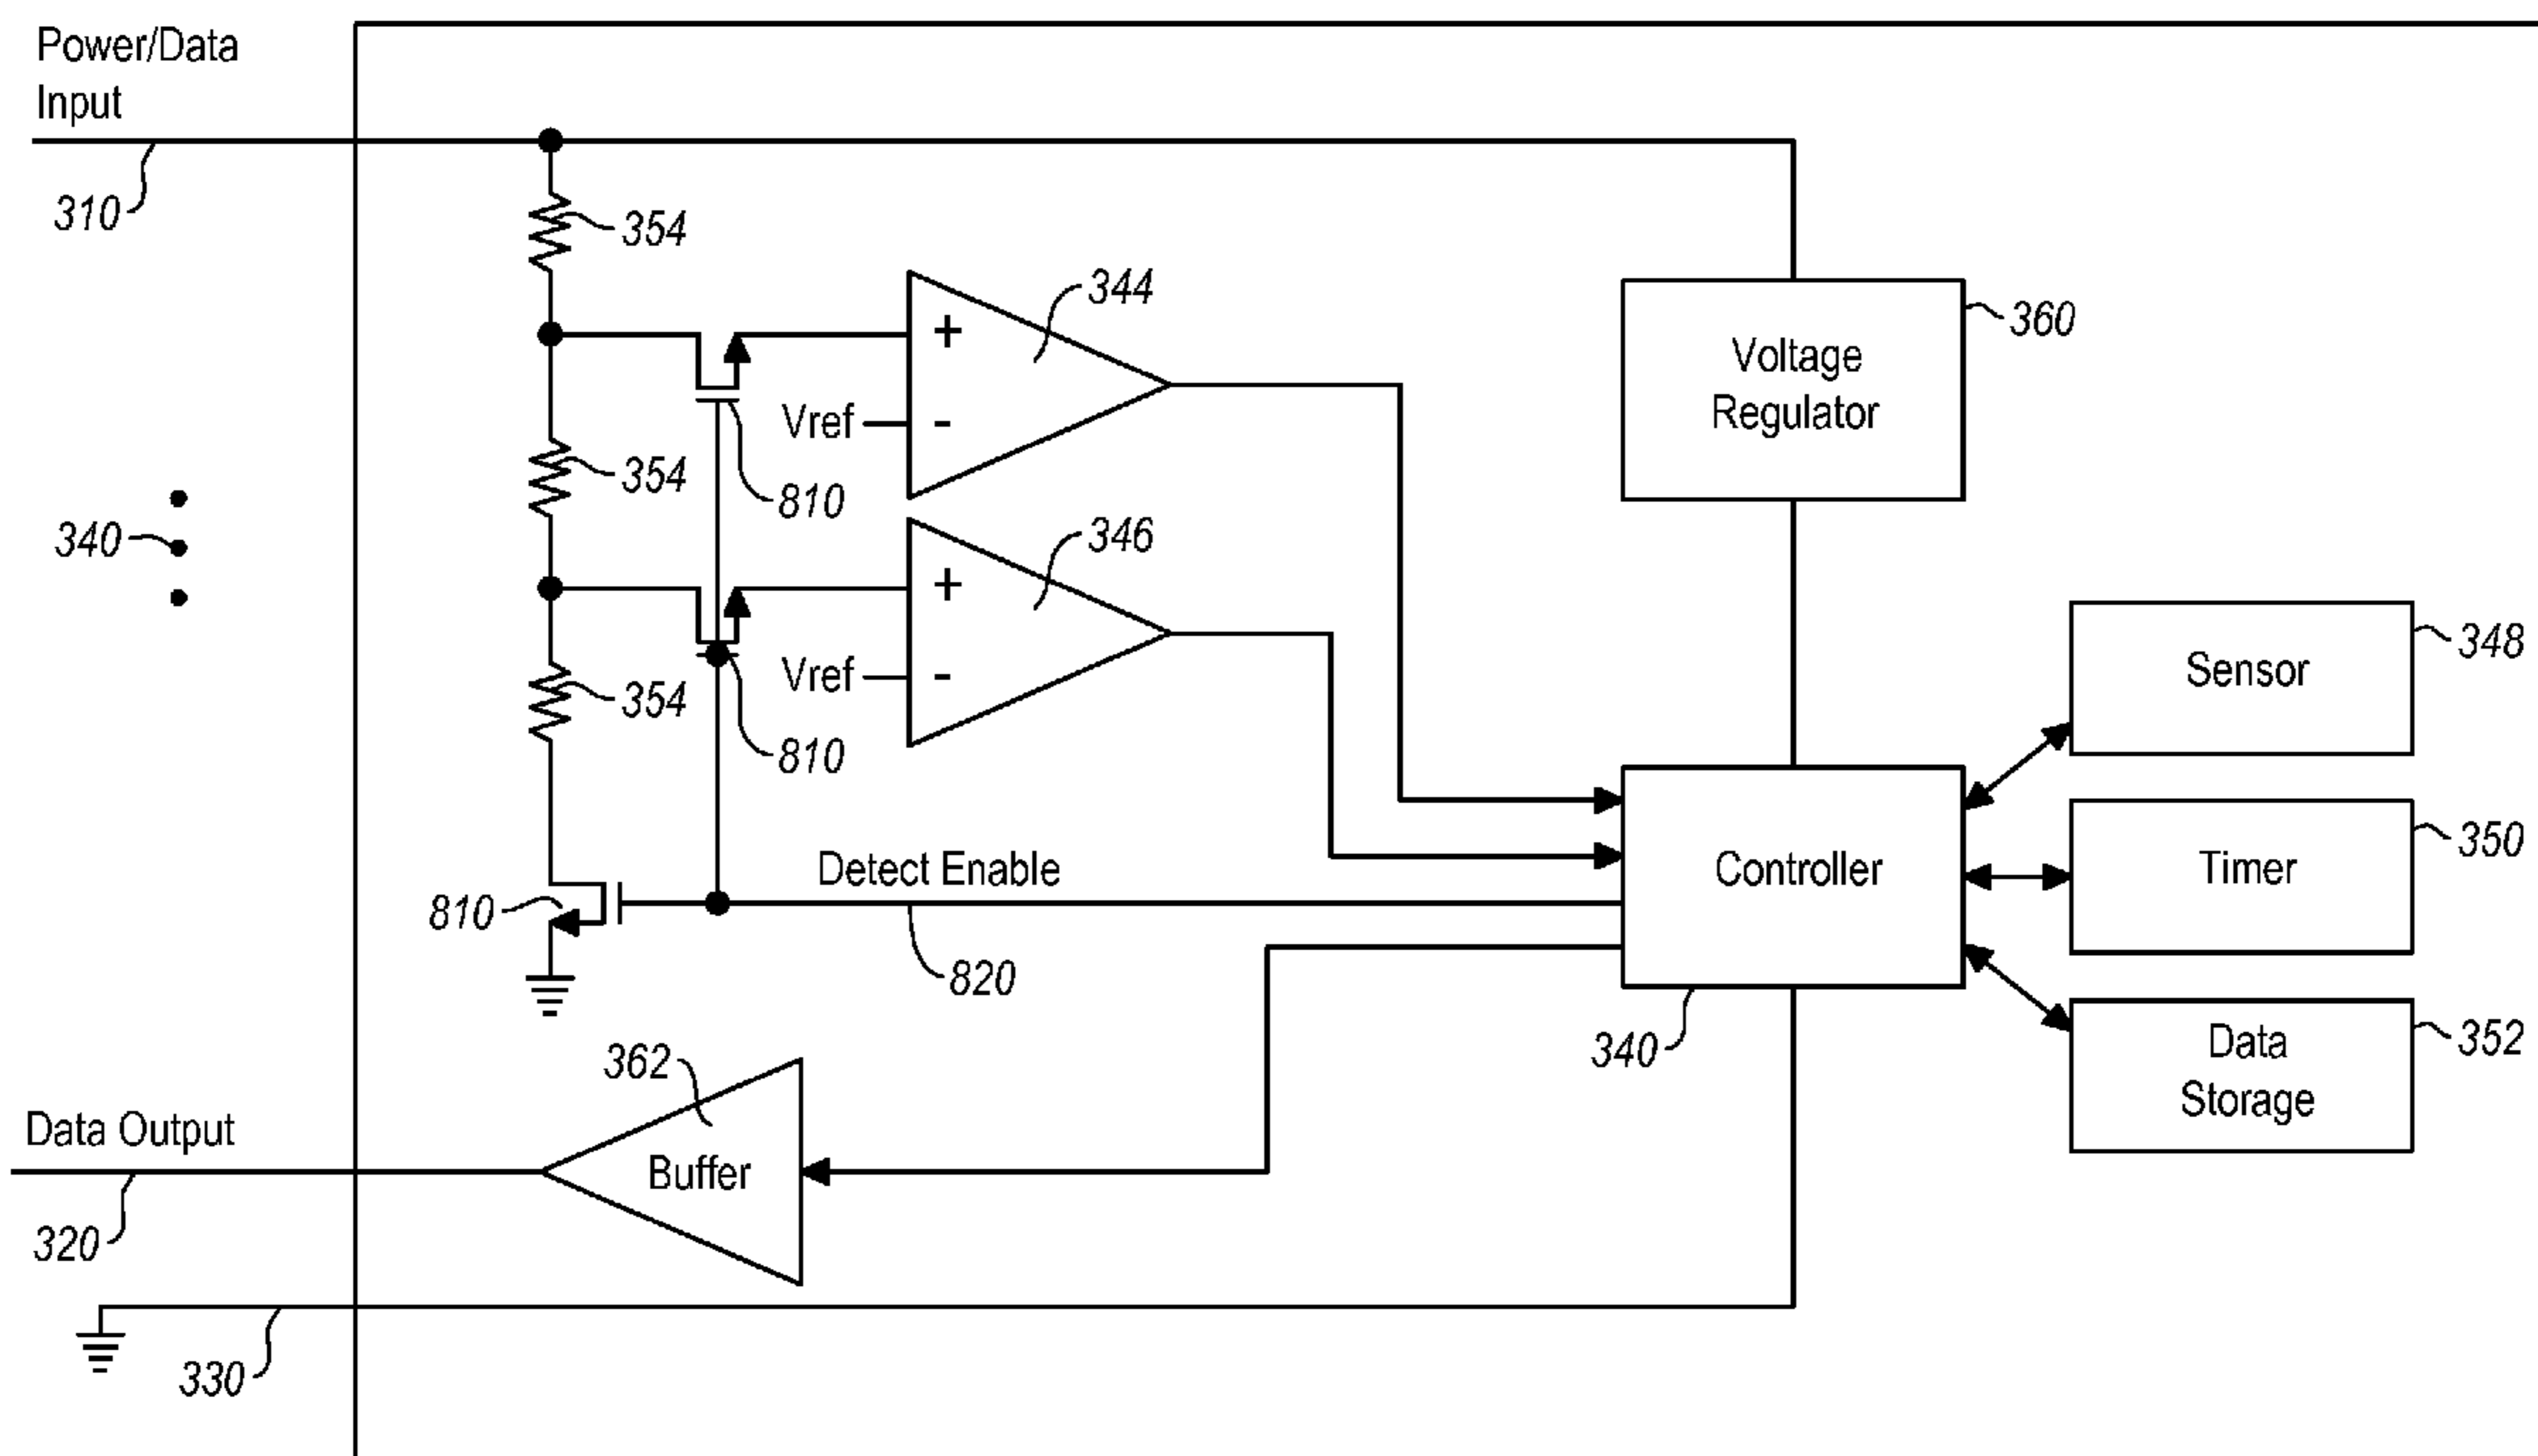 Power/Data
Input
310
354
344
+
Vref
-
810
360
Voltage
Regulator
354
340
346
+
Vref
-
810
354
348
Sensor
350
Timer
Controller
Detect Enable
810
820
340
352
Data
Storage
362
Buffer
Data Output
320
330